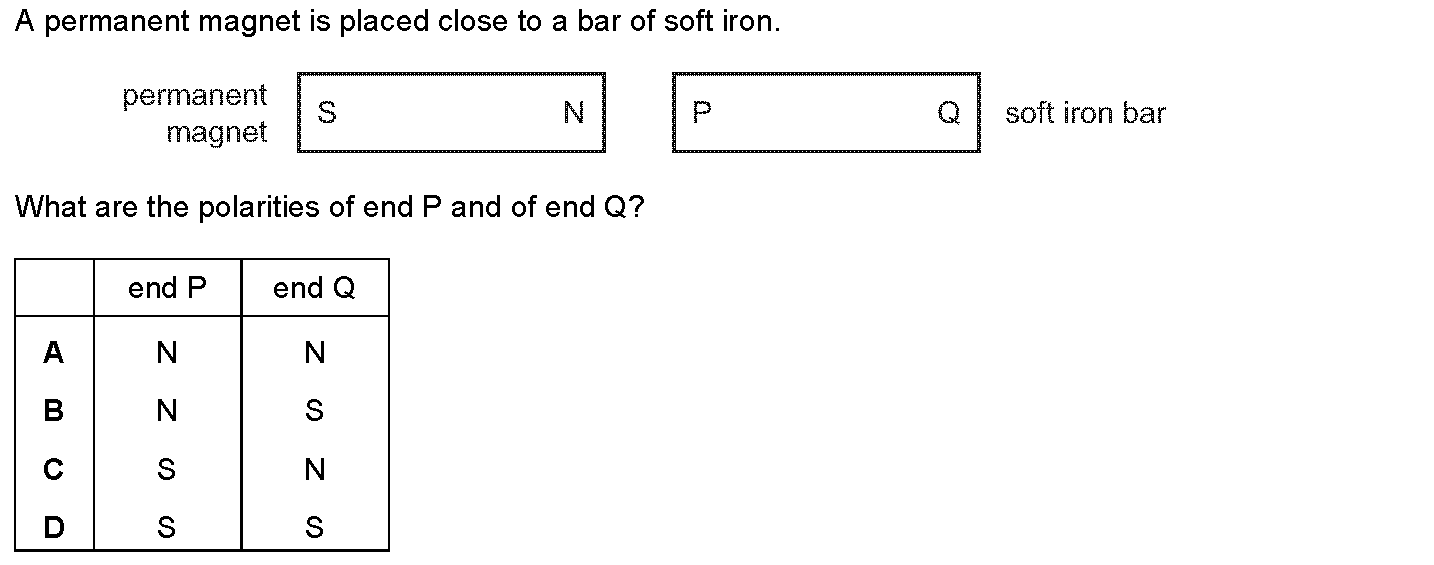 A permanent magnet is placed close to a bar of soft iron.
permanent
magnet
S N P Q soft iron bar
What are the polarities of end P and of end Q?
end P end Q
A N N
B N S
C S N
D S S